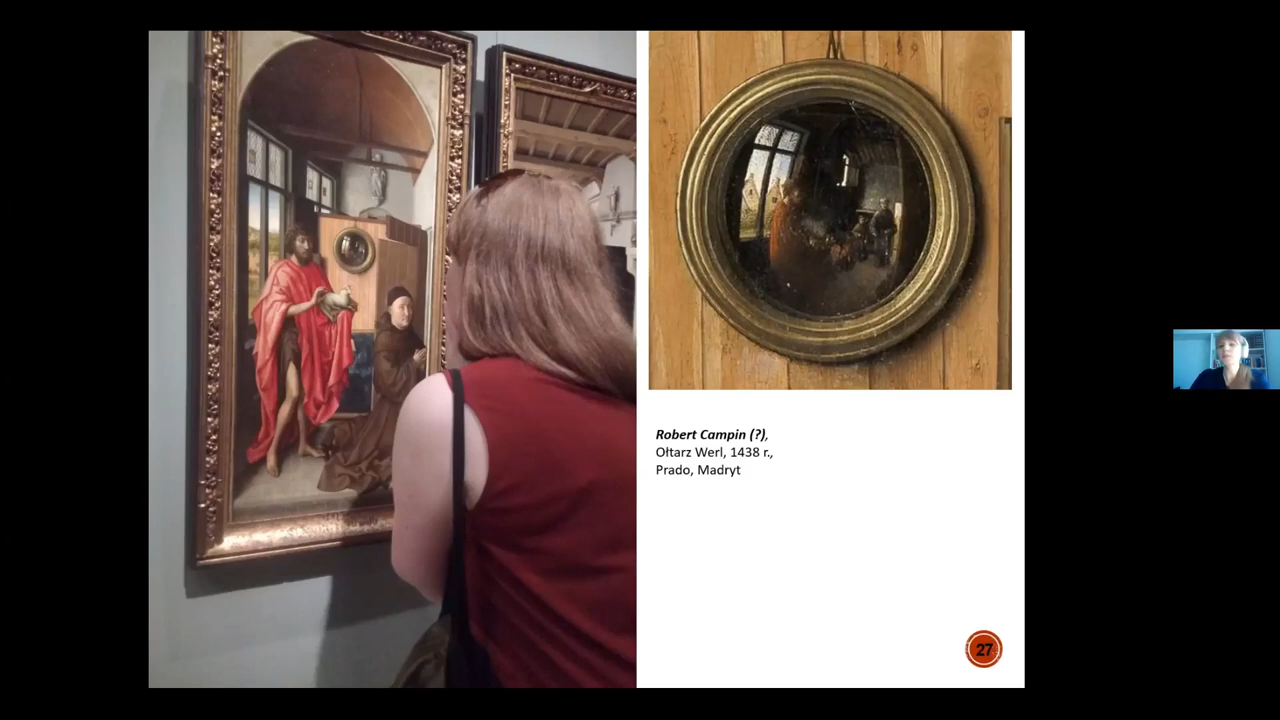 Robert Campin (?),
Ołtarz Werl, 1438 r.,
Prado, Madryt
27